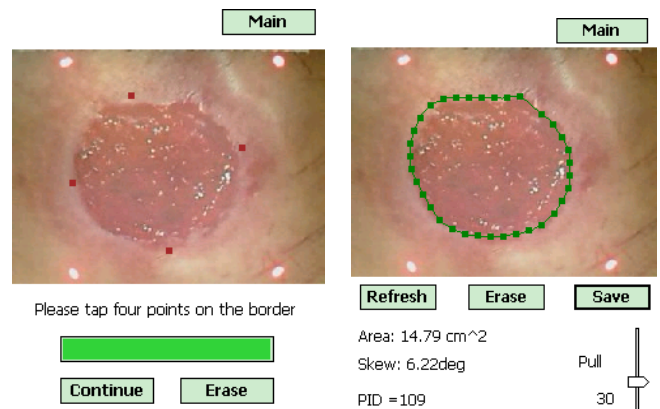 Main
Please tap four points on the border
Continue
Erase
Main
Refresh
Erase
Save
Area: 14.79 cm^2
Skew: 6.22deg
Pull
PID =109
30